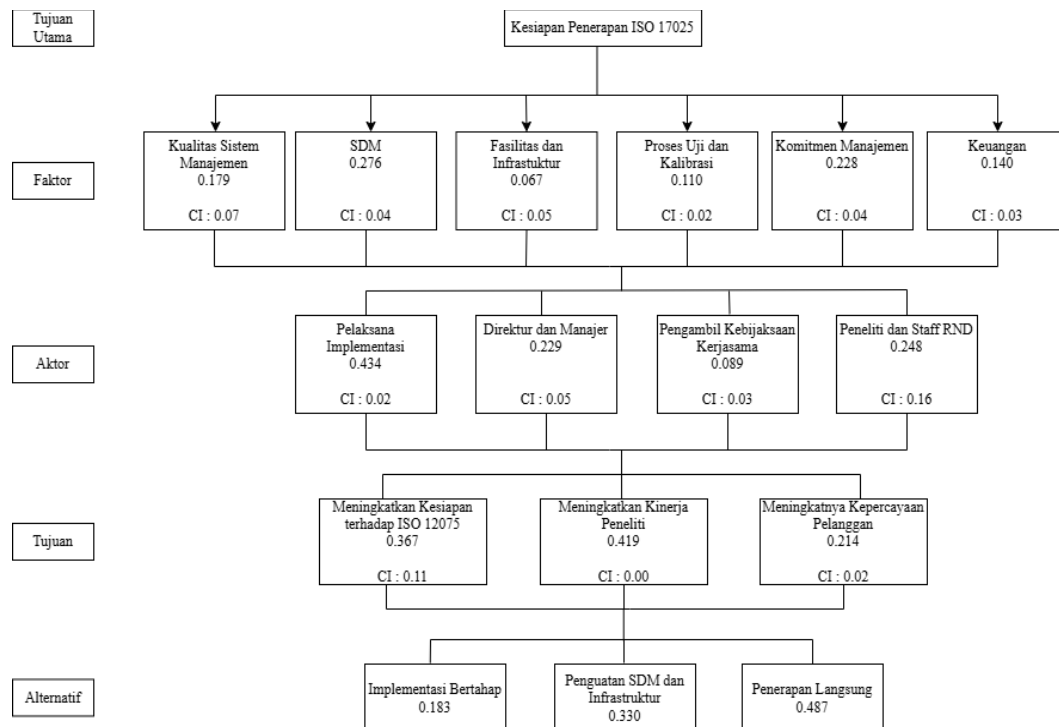 Tujuan
Utama
Kesiapan Penerapan ISO 17025
Faktor
Kualitas Sistem
Manajemen
0.179
CI : 0.07
SDM
0.276
CI : 0.04
Fasilitas dan
Infrastuktur
0.067
CI : 0.05
Proses Uji dan
Kalibrasi
0.110
CI : 0.02
Komitmen Manajemen
0.228
CI : 0.04
Keuangan
0.140
CI : 0.03
Aktor
Pelaksana
Implementasi
0.434
CI : 0.02
Direktur dan Manajer
0.229
CI : 0.05
Pengambil Kebijaksaan
Kerjasama
0.089
CI : 0.03
Peneliti dan Staff RND
0.248
CI : 0.16
Tujuan
Meningkatkan Kesiapan
terhadap ISO 12075
0.367
CI : 0.11
Meningkatkan Kinerja
Peneliti
0.419
CI : 0.00
Meningkatnya Kepercayaan
Pelanggan
0.214
CI : 0.02
Alternatif
Implementasi Bertahap
0.183
Penguatan SDM dan
Infrastruktur
0.330
Penerapan Langsung
0.487